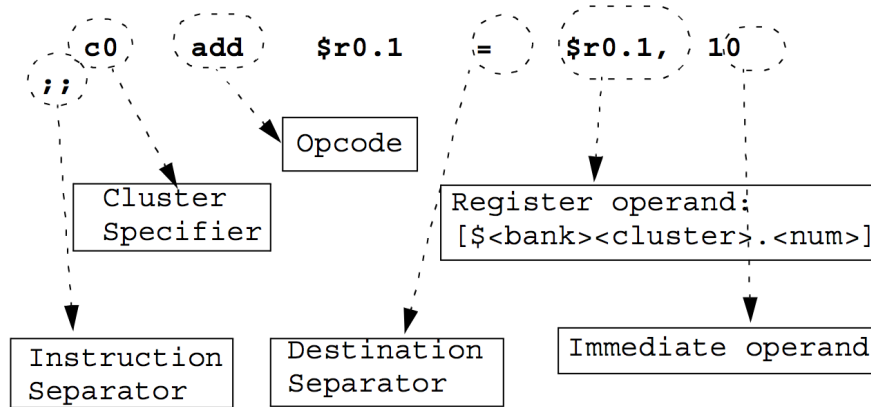 c0 add $r0.1 = $r0.1, 10
;;
Opcode
Cluster
Specifier
Register operand:
[$<bank><cluster>.<num>]
Instruction
Separator
Destination
Separator
Immediate operand